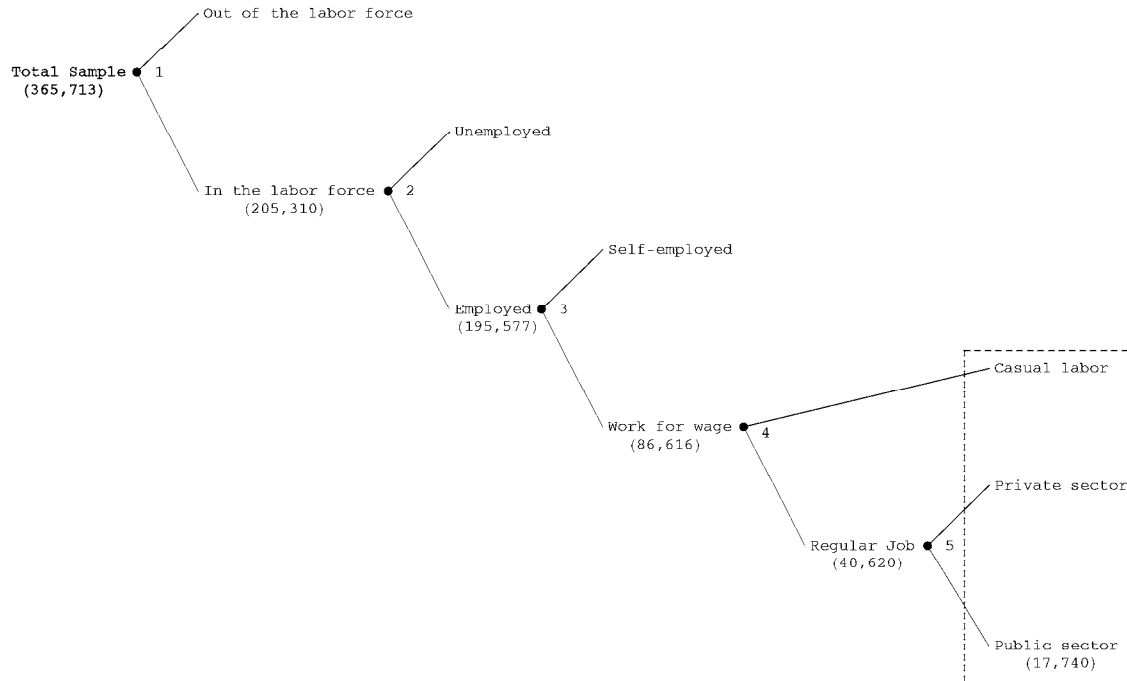 Out of the labor force
Total Sample 1
(365,713)
Unemployed
In the labor force 2
(205,310)
Self-employed
Employed 3
(195,577)
Casual labor
Work for wage 4
(86,616)
Private sector
Regular Job 5
(40,620)
Public sector
(17,740)